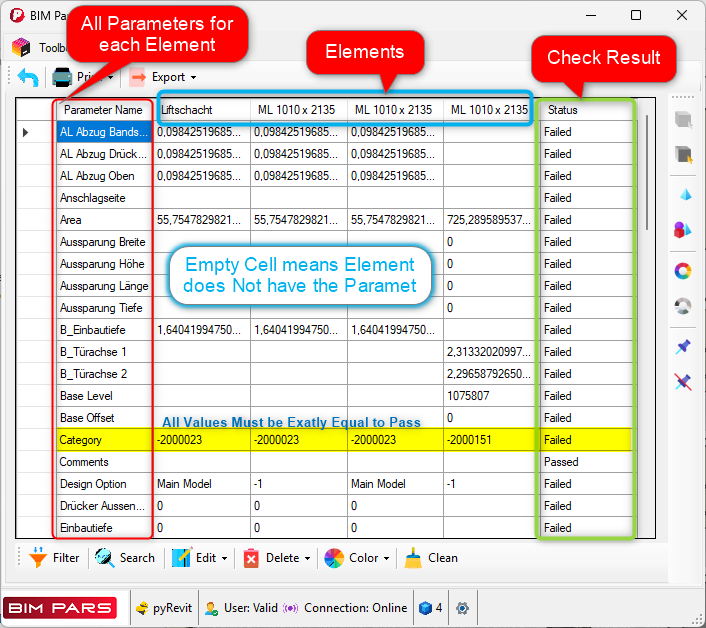 BIM Pars
All Parameters for
each Element
Elements
Check Result
Export
Parameter Name Luftschacht ML 1010 x 2135 ML 1010 x 2135 ML 1010 x 2135 Status
AL Abzug Bands... 0,09842519685... 0,09842519685... 0,09842519685... Failed
AL Abzug Drück... 0,09842519685... 0,09842519685... 0,09842519685... Failed
AL Abzug Oben 0,09842519685... 0,09842519685... 0,09842519685... Failed
Anschlagseite Failed
Area 55,7547829821... 55,7547829821... 55,7547829821... 725,289589537... Failed
Aussparung Breite 0 Failed
Aussparung Höhe 0 Failed
Aussparung Länge 0 Failed
Aussparung Tiefe 0 Failed
Empty Cell means Element
does Not have the Paramet
B_Einbautiefe 1,64041994750... 1,64041994750... 1,64041994750... Failed
B_Türachse 1 2,31332020997... Failed
B_Türachse 2 2,29658792650... Failed
Base Level 1075807 Failed
Base Offset 0 Failed
All Values Must be Exatly Equal to Pass
Category -2000023 -2000023 -2000023 -2000151 Failed
Comments Passed
Design Option Main Model -1 Main Model -1 Failed
Drücker Aussen... 0 0 0 Failed
Einbautiefe 0 0 0 Failed
Filter Search Edit Delete Color Clean
BIM PARS pyRevit User: Valid Connection: Online 4